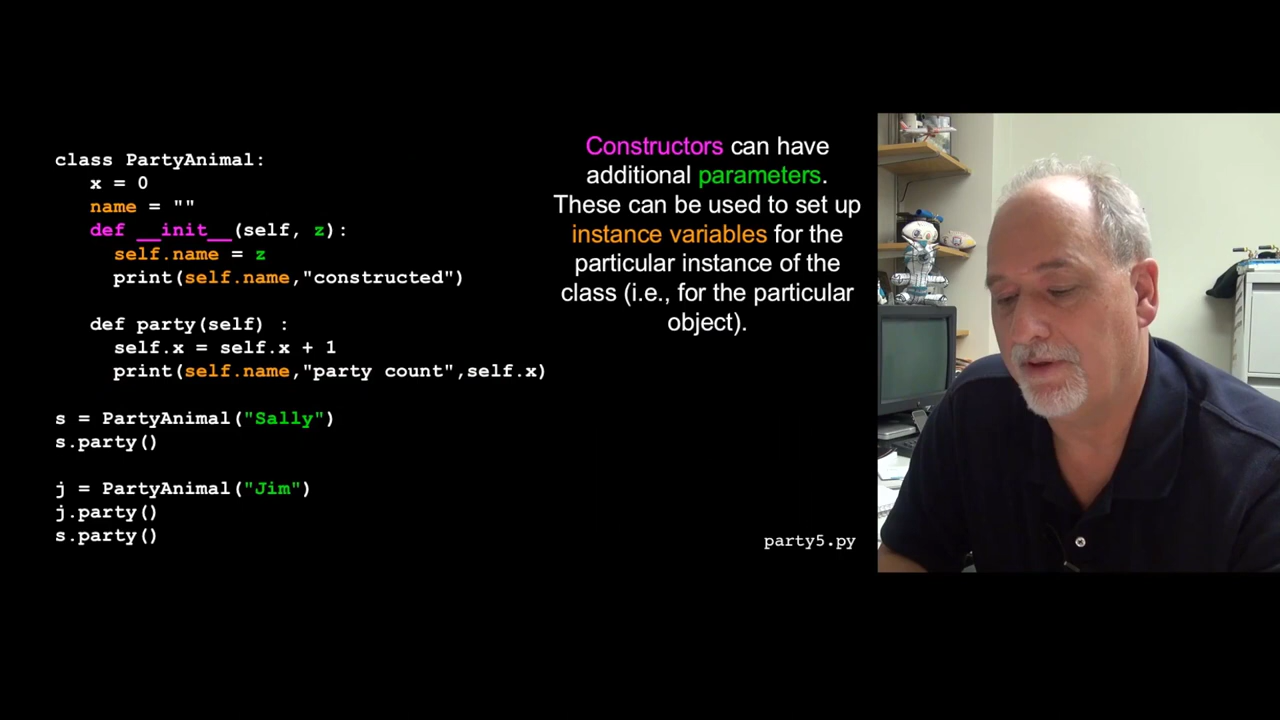 class PartyAnimal:
   x = 0
   name = ""
   def __init__(self, z):
     self.name = z
     print(self.name,"constructed")

   def party(self) :
     self.x = self.x + 1
     print(self.name,"party count",self.x)

s = PartyAnimal("Sally")
s.party()

j = PartyAnimal("Jim")
j.party()
s.party()

Constructors can have
additional parameters.
These can be used to set up
instance variables for the
particular instance of the
class (i.e., for the particular
object).
party5.py